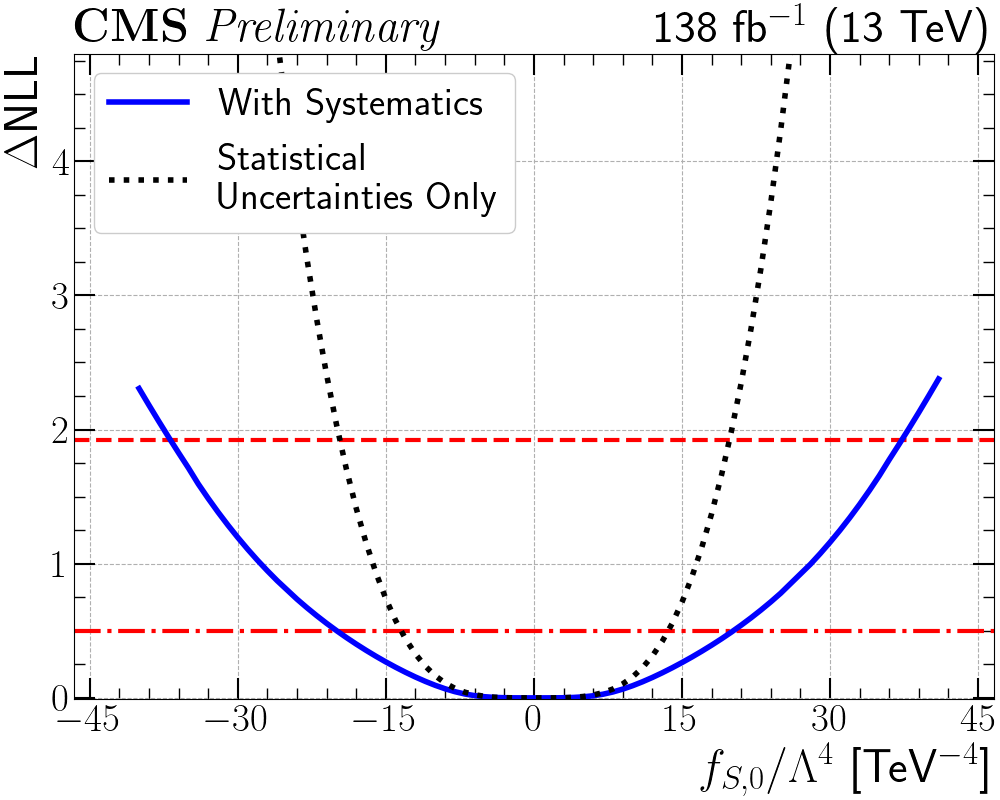 CMS Preliminary 138 fb⁻¹ (13 TeV)
ΔNLL
With Systematics
Statistical
Uncertainties Only
4
3
2
1
0
−45 −30 −15 0 15 30 45
f_{S,0}/Λ⁴ [TeV⁻⁴]